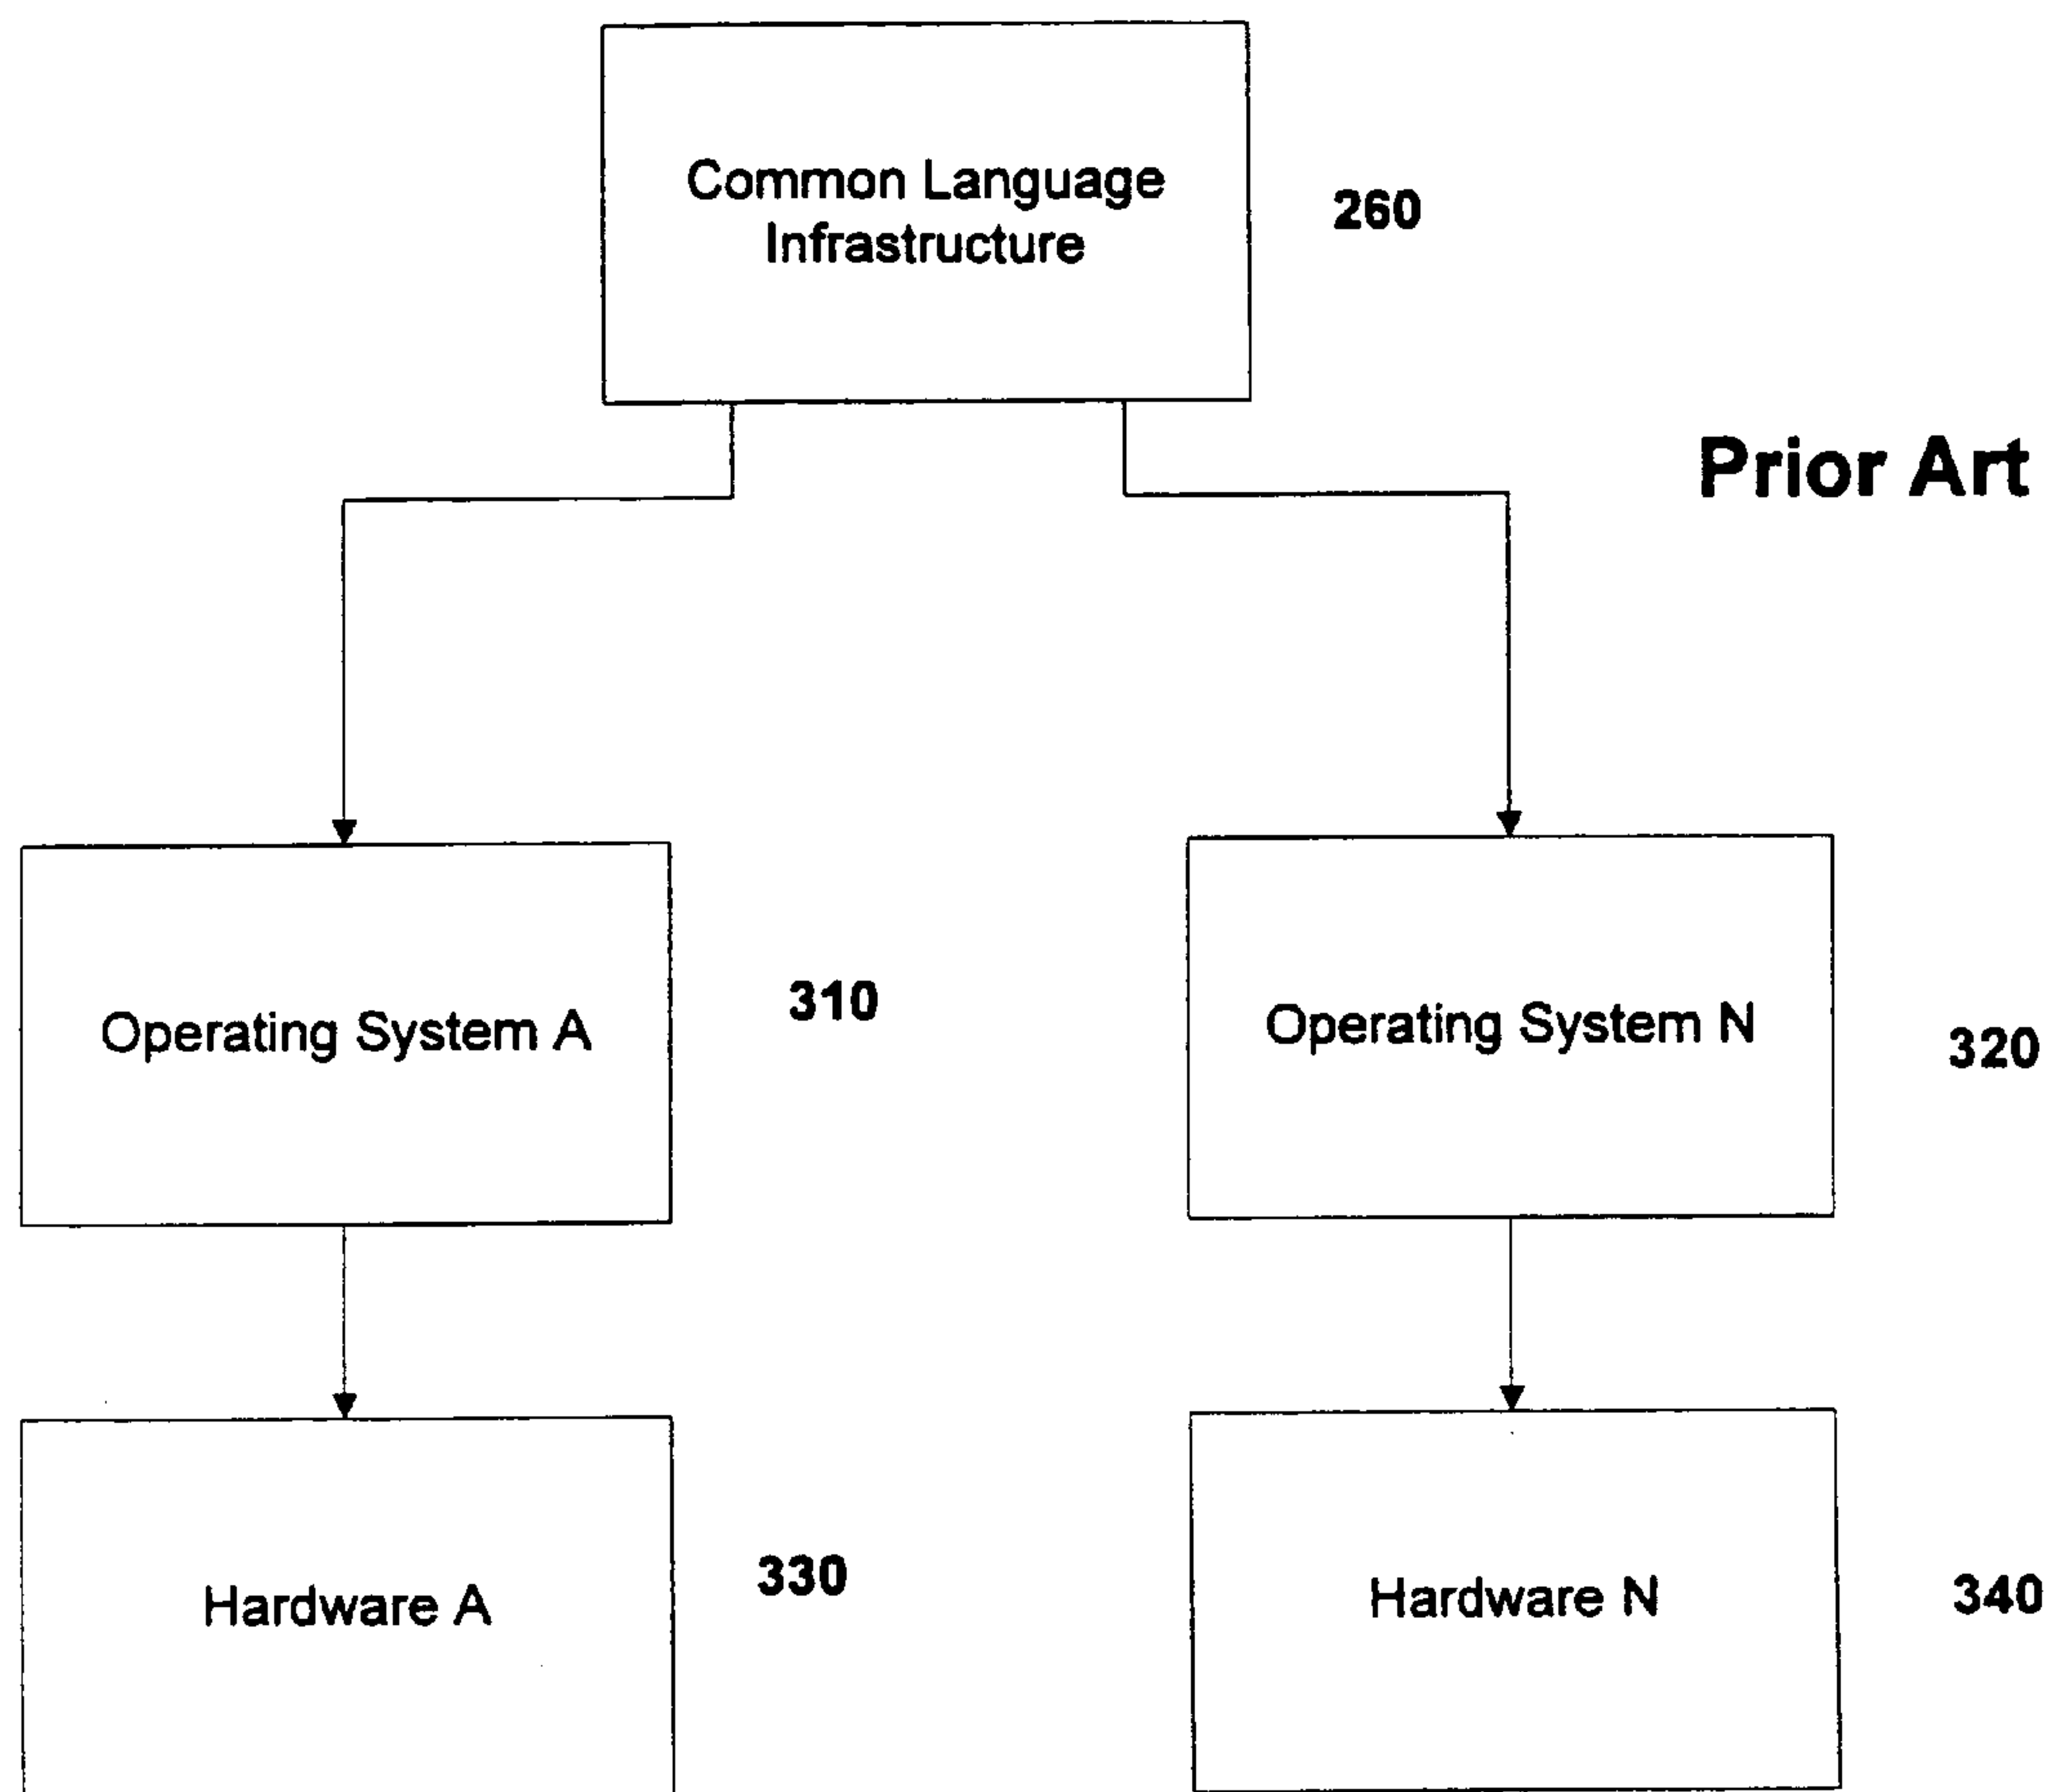 Common Language
Infrastructure
260
Prior Art
Operating System A
310
Operating System N
320
Hardware A
330
Hardware N
340